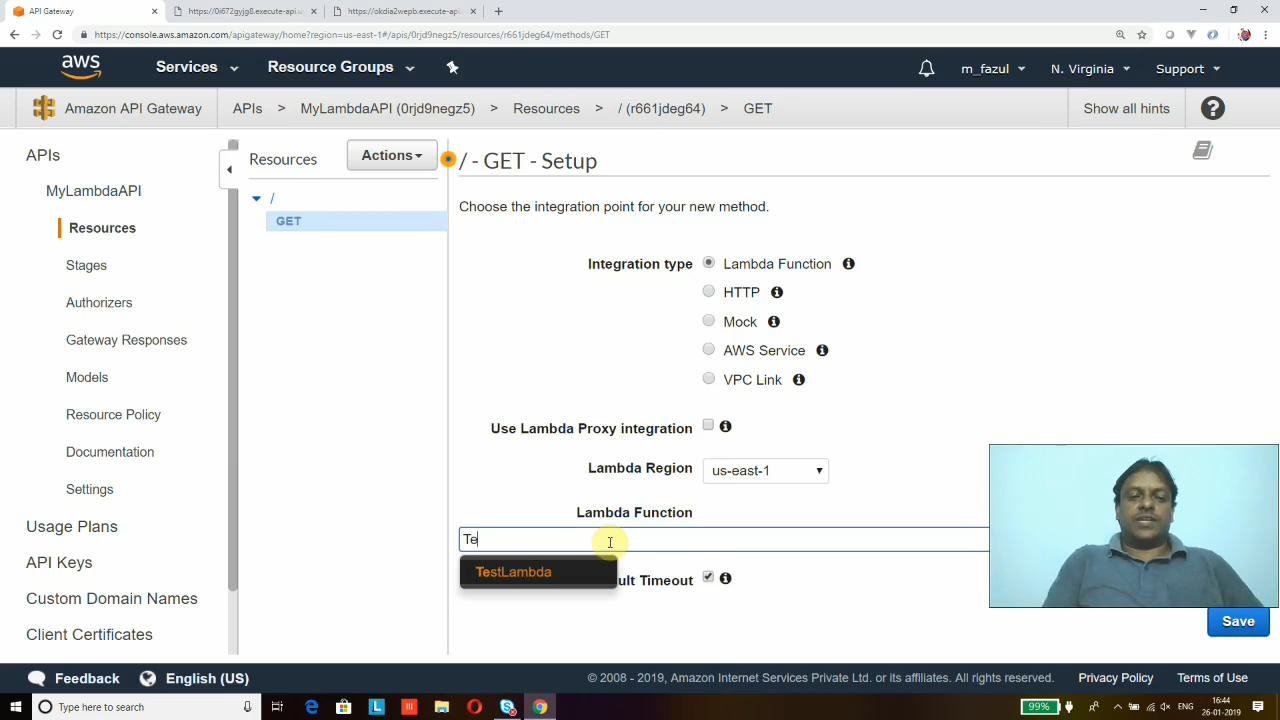 API Gateway
https://0i672gyjg8.execute-api.u
https://okdia2wepb.execute-api.
https://console.aws.amazon.com/apigateway/home?region=us-east-1#/apis/0rjd9negz5/resources/r661jdeg64/methods/GET
aws
Services
Resource Groups
m_fazul
N. Virginia
Support
Amazon API Gateway
APIs > MyLambdaAPI (0rjd9negz5) > Resources > / (r661jdeg64) > GET
Show all hints
?
APIs
MyLambdaAPI
Resources
Stages
Authorizers
Gateway Responses
Models
Resource Policy
Documentation
Settings
Usage Plans
API Keys
Custom Domain Names
Client Certificates
Resources
Actions
/
GET
/ - GET - Setup
Choose the integration point for your new method.
Integration type
Lambda Function
HTTP
Mock
AWS Service
VPC Link
Use Lambda Proxy integration
Lambda Region us-east-1
Lambda Function
Te
TestLambda
ult Timeout
Save
Feedback
English (US)
© 2008 - 2019, Amazon Internet Services Private Ltd. or its affiliates. All rights reserved.
Privacy Policy
Terms of Use
Type here to search
99%
ENG
16:44
26-01-2019